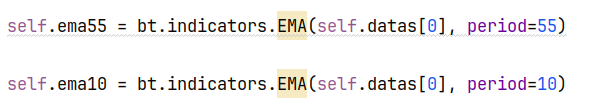 self.ema55 = bt.indicators.EMA(self.datas[0], period=55)
self.ema10 = bt.indicators.EMA(self.datas[0], period=10)